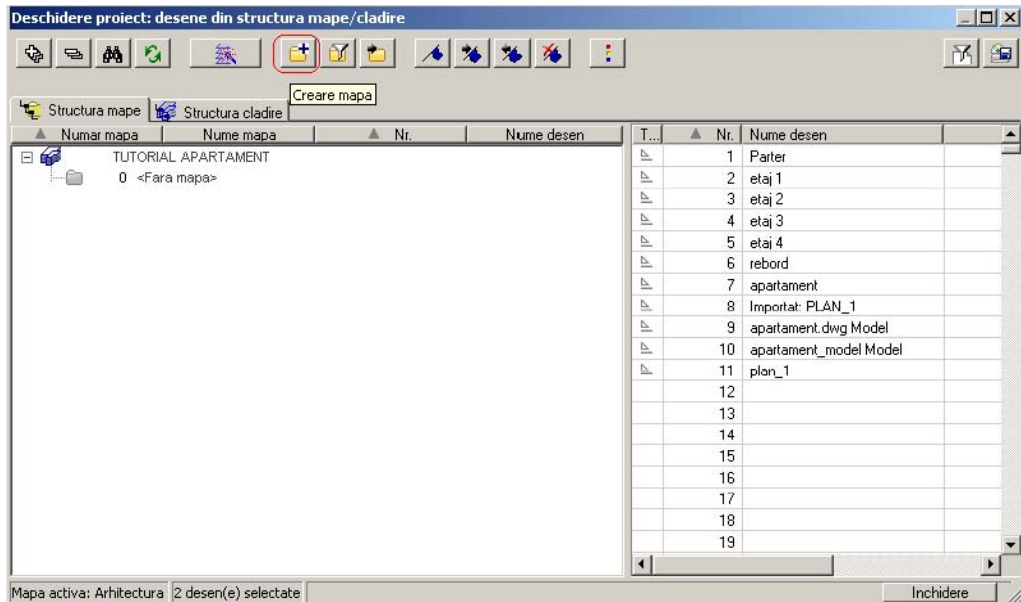 Deschidere proiect: desene din structura mape/cladire
Creare mapa
Structura mape
Structura cladire
Numar mapa Nume mapa Nr. Nume desen T... Nr. Nume desen
TUTORIAL APARTAMENT
0 <Fara mapa>
1 Parter
2 etaj 1
3 etaj 2
4 etaj 3
5 etaj 4
6 rebord
7 apartament
8 Importat: PLAN_1
9 apartament.dwg Model
10 apartament_model Model
11 plan_1
12
13
14
15
16
17
18
19
Mapa activa: Arhitectura 2 desen(e) selectate Inchidere